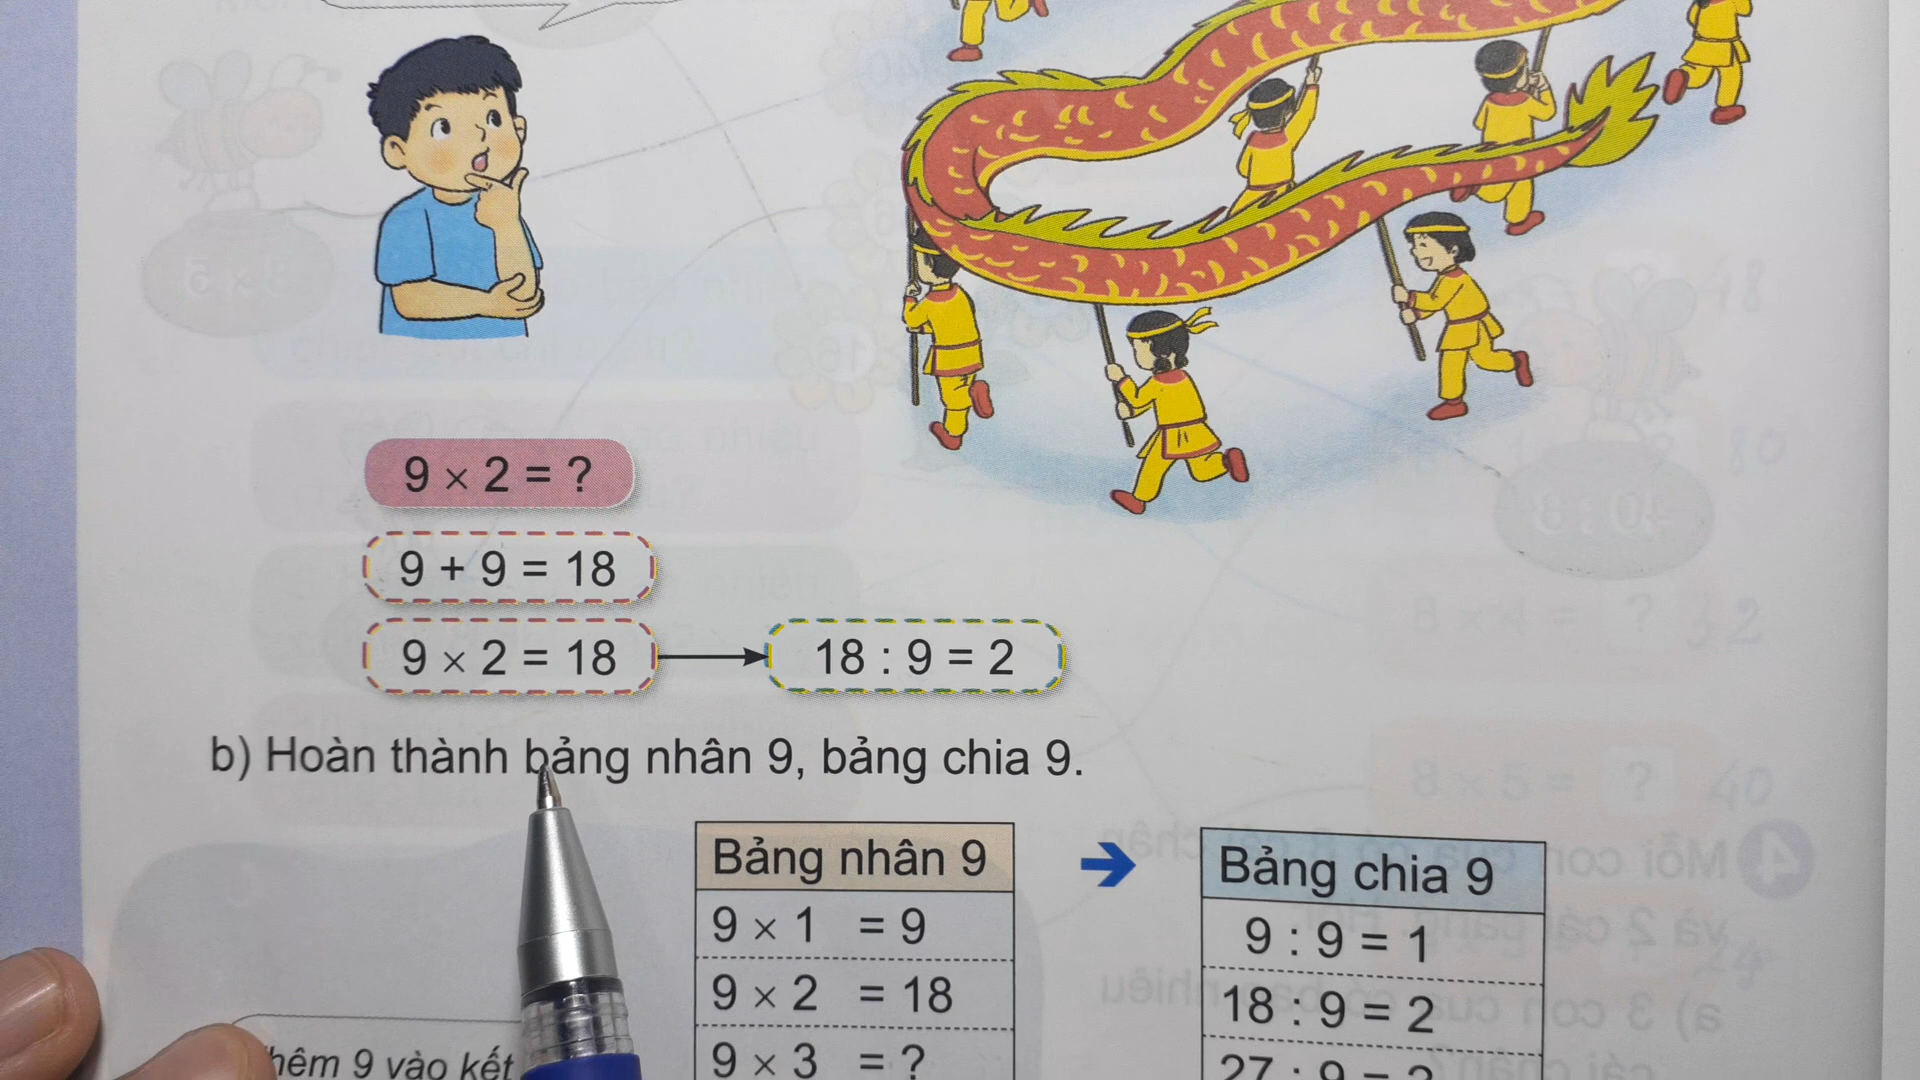 9 × 2 = ?
9 + 9 = 18
9 × 2 = 18
18 : 9 = 2
b) Hoàn thành bảng nhân 9, bảng chia 9.
Bảng nhân 9
9 × 1 = 9
9 × 2 = 18
9 × 3 = ?
Bảng chia 9
9 : 9 = 1
18 : 9 = 2
27 : 9 = ?
9 vào kết